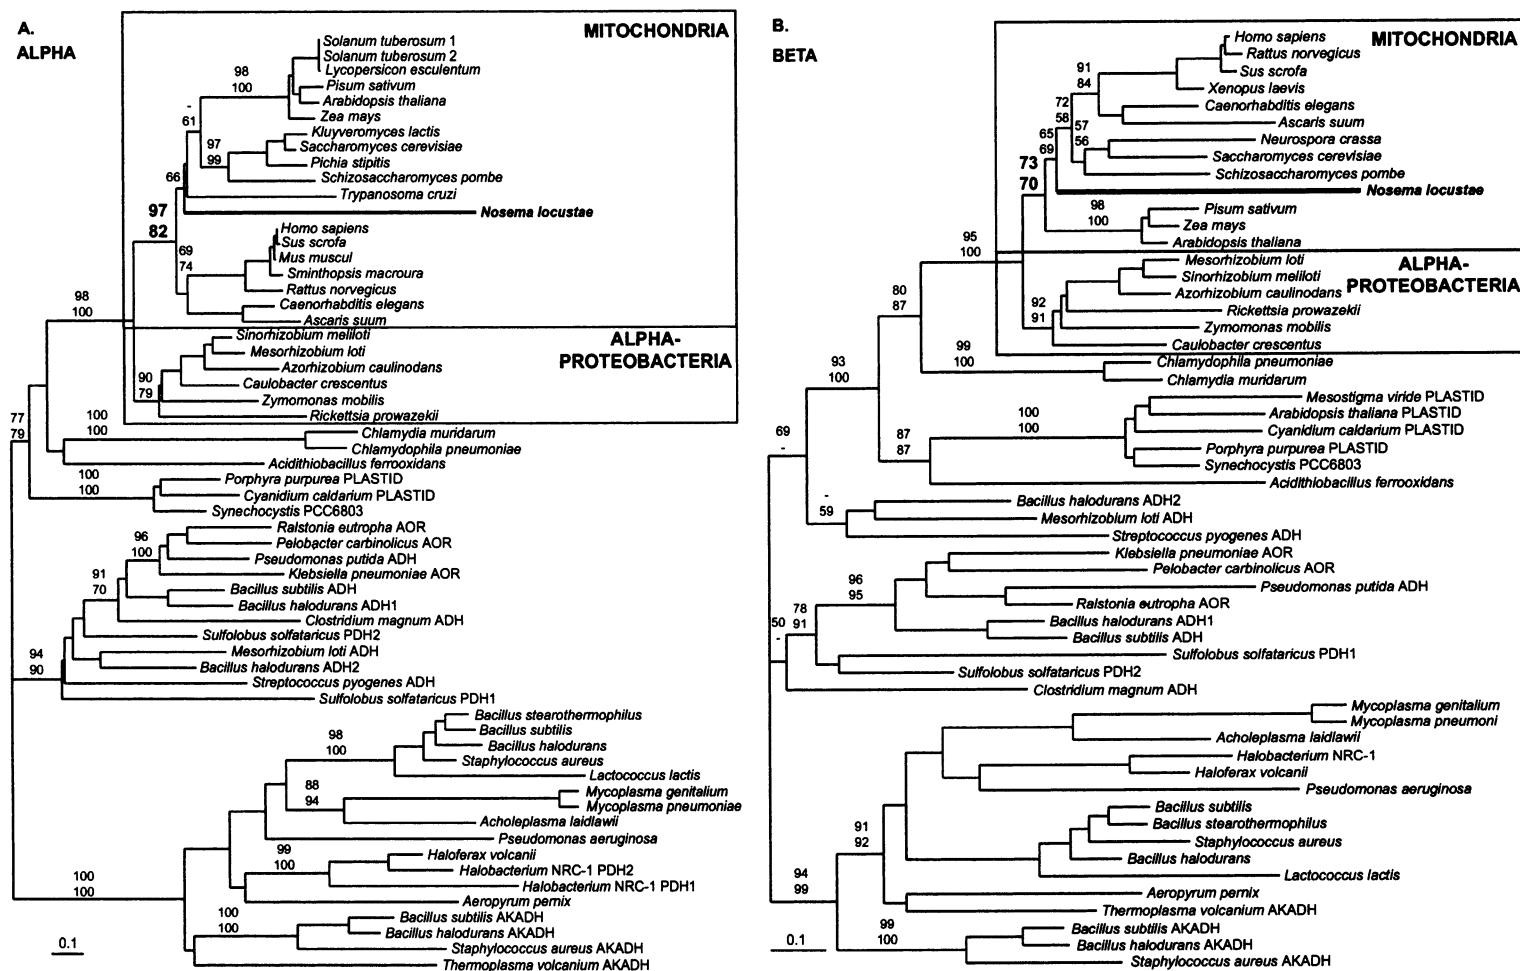 A.
ALPHA
MITOCHONDRIA
Solanum tuberosum 1
Solanum tuberosum 2
Lycopersicon esculentum
98
100
Pisum sativum
Arabidopsis thaliana
Zea mays
-
61
Kluyveromyces lactis
Saccharomyces cerevisiae
97
99
Pichia stipitis
Schizosaccharomyces pombe
66
Trypanosoma cruzi
97
82
Nosema locustae
Homo sapiens
Sus scrofa
Mus muscul
69
74
Sminthopsis macroura
Rattus norvegicus
Caenorhabditis elegans
Ascaris suum
98
100
ALPHA-
PROTEOBACTERIA
Sinorhizobium meliloti
Mesorhizobium loti
Azorhizobium caulinodans
90
79
Caulobacter crescentus
Zymomonas mobilis
Rickettsia prowazekii
77
79
100
100
Chlamydia muridarum
Chlamydophila pneumoniae
Acidithiobacillus ferrooxidans
100
100
Porphyra purpurea PLASTID
Cyanidium caldarium PLASTID
Synechocystis PCC6803
96
100
Ralstonia eutropha AOR
Pelobacter carbinolicus AOR
Pseudomonas putida ADH
Klebsiella pneumoniae AOR
91
70
Bacillus subtilis ADH
Bacillus halodurans ADH1
Clostridium magnum ADH
Sulfolobus solfataricus PDH2
94
90
Mesorhizobium loti ADH
Bacillus halodurans ADH2
Streptococcus pyogenes ADH
Sulfolobus solfataricus PDH1
Bacillus stearothermophilus
Bacillus subtilis
Bacillus halodurans
98
100
Staphylococcus aureus
Lactococcus lactis
88
94
Mycoplasma genitalium
Mycoplasma pneumoniae
Acholeplasma laidlawii
Pseudomonas aeruginosa
99
100
Haloferax volcanii
Halobacterium NRC-1 PDH2
Halobacterium NRC-1 PDH1
Aeropyrum pernix
100
100
100
100
Bacillus subtilis AKADH
Bacillus halodurans AKADH
Staphylococcus aureus AKADH
Thermoplasma volcanium AKADH
0.1
B.
BETA
MITOCHONDRIA
Homo sapiens
Rattus norvegicus
Sus scrofa
91
84
Xenopus laevis
Caenorhabditis elegans
Ascaris suum
72
58
57
56
Neurospora crassa
Saccharomyces cerevisiae
Schizosaccharomyces pombe
65
69
73
70
Nosema locustae
98
100
Pisum sativum
Zea mays
Arabidopsis thaliana
95
100
ALPHA-
PROTEOBACTERIA
Mesorhizobium loti
Sinorhizobium meliloti
Azorhizobium caulinodans
92
91
Rickettsia prowazekii
Zymomonas mobilis
Caulobacter crescentus
80
87
99
100
Chlamydophila pneumoniae
Chlamydia muridarum
93
100
Mesostigma viride PLASTID
Arabidopsis thaliana PLASTID
100
100
Cyanidium caldarium PLASTID
Porphyra purpurea PLASTID
Synechocystis PCC6803
87
87
Acidithiobacillus ferrooxidans
69
-
-
59
Bacillus halodurans ADH2
Mesorhizobium loti ADH
Streptococcus pyogenes ADH
Klebsiella pneumoniae AOR
Pelobacter carbinolicus AOR
96
95
Pseudomonas putida ADH
Ralstonia eutropha AOR
78
91
Bacillus halodurans ADH1
Bacillus subtilis ADH
50
-
Sulfolobus solfataricus PDH1
Sulfolobus solfataricus PDH2
Clostridium magnum ADH
Mycoplasma genitalium
Mycoplasma pneumoni
Acholeplasma laidlawii
Halobacterium NRC-1
Haloferax volcanii
Pseudomonas aeruginosa
Bacillus subtilis
Bacillus stearothermophilus
91
92
Staphylococcus aureus
Bacillus halodurans
Lactococcus lactis
94
99
Aeropyrum pernix
Thermoplasma volcanium AKADH
99
100
Bacillus subtilis AKADH
Bacillus halodurans AKADH
Staphylococcus aureus AKADH
0.1